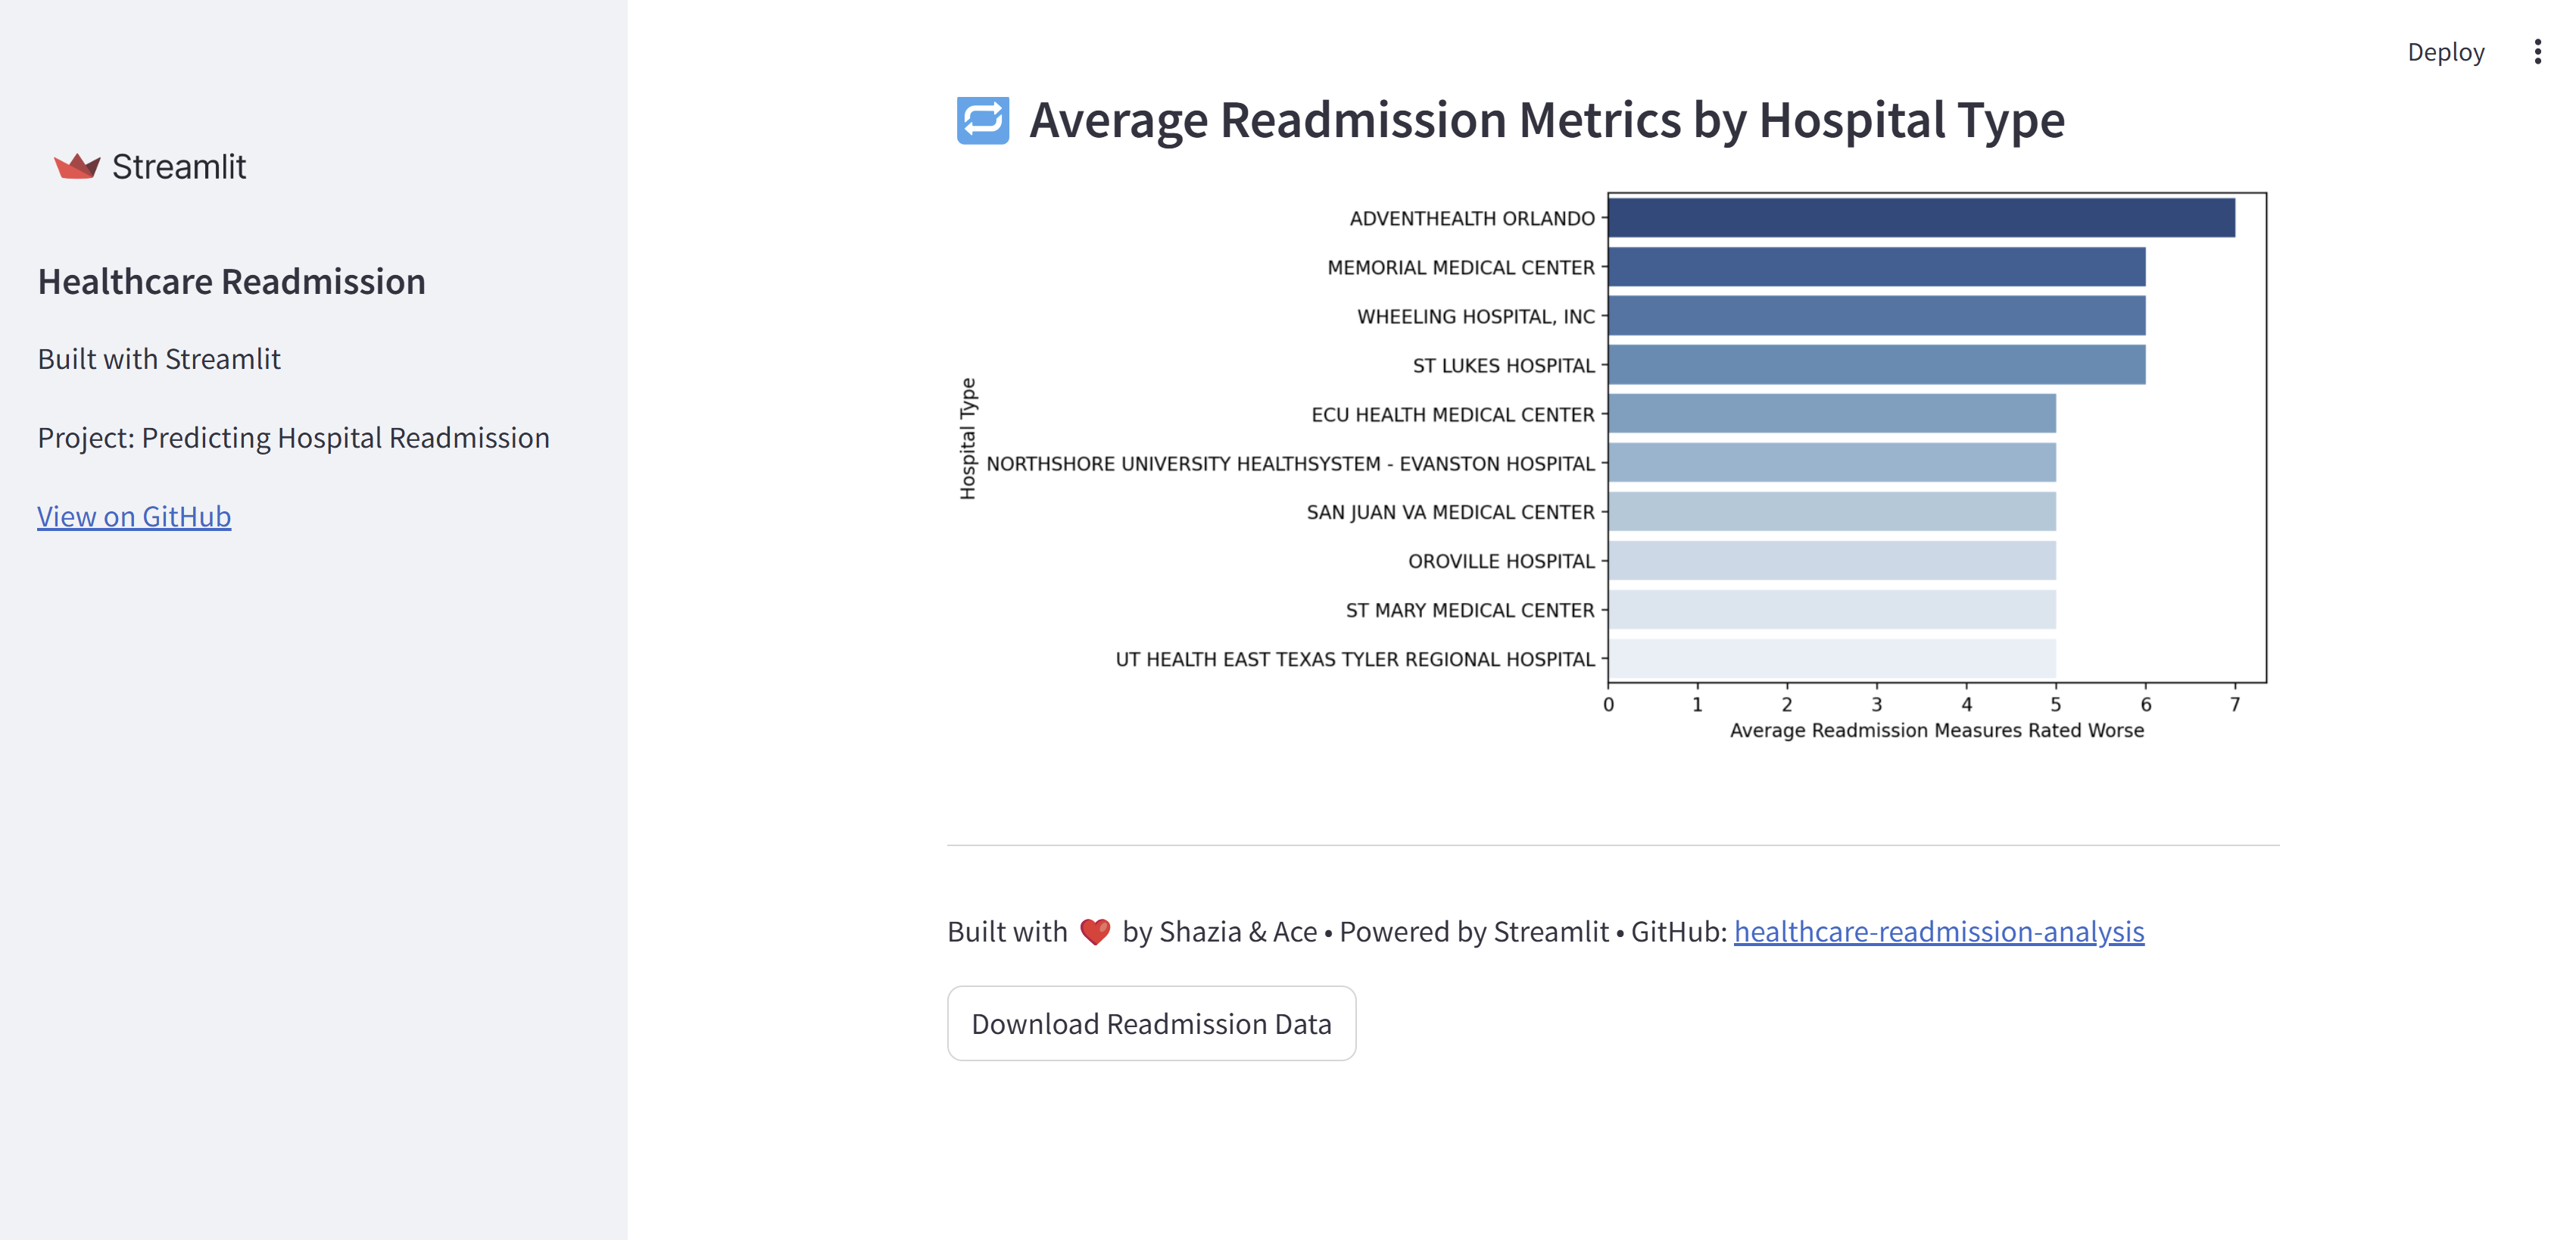 Deploy
Streamlit
Healthcare Readmission
Built with Streamlit
Project: Predicting Hospital Readmission
View on GitHub
Average Readmission Metrics by Hospital Type
Hospital Type
ADVENTHEALTH ORLANDO
MEMORIAL MEDICAL CENTER
WHEELING HOSPITAL, INC
ST LUKES HOSPITAL
ECU HEALTH MEDICAL CENTER
NORTHSHORE UNIVERSITY HEALTHSYSTEM - EVANSTON HOSPITAL
SAN JUAN VA MEDICAL CENTER
OROVILLE HOSPITAL
ST MARY MEDICAL CENTER
UT HEALTH EAST TEXAS TYLER REGIONAL HOSPITAL
0 1 2 3 4 5 6 7
Average Readmission Measures Rated Worse
Built with ❤️ by Shazia & Ace • Powered by Streamlit • GitHub: healthcare-readmission-analysis
Download Readmission Data